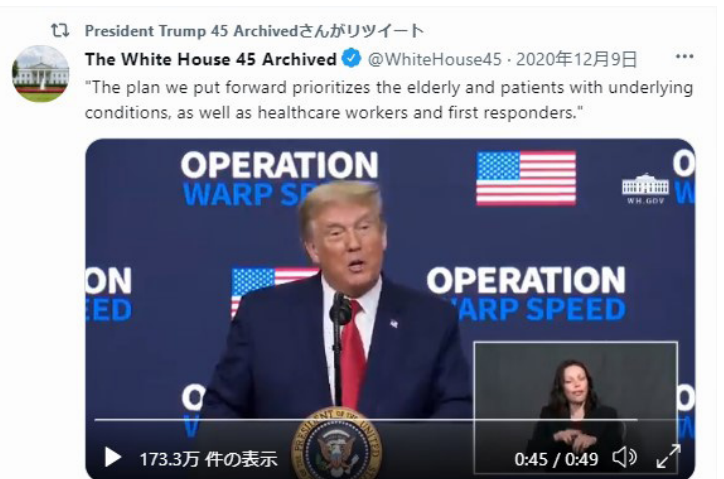 President Trump 45 Archivedさんがリツイート
The White House 45 Archived @WhiteHouse45 · 2020年12月9日
"The plan we put forward prioritizes the elderly and patients with underlying
conditions, as well as healthcare workers and first responders."
OPERATION
WARP SP
WH.GOV
O
W
ON
EED
OPERATION
WARP SPEED
O
W
O
173.3万 件の表示
0:45 / 0:49